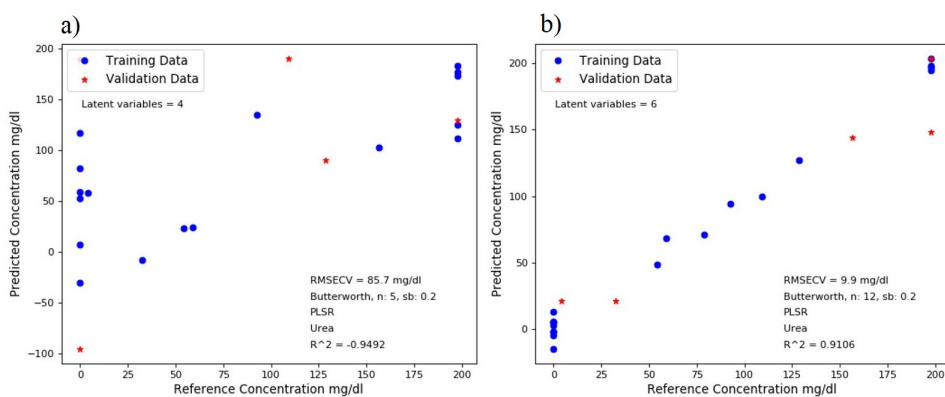 a)
Training Data
Validation Data
Latent variables = 4
RMSECV = 85.7 mg/dl
Butterworth, n: 5, sb: 0.2
PLSR
Urea
R^2 = -0.9492
Predicted Concentration mg/dl
200
150
100
50
0
−50
−100
0 25 50 75 100 125 150 175 200
Reference Concentration mg/dl
b)
Training Data
Validation Data
Latent variables = 6
RMSECV = 9.9 mg/dl
Butterworth, n: 12, sb: 0.2
PLSR
Urea
R^2 = 0.9106
Predicted Concentration mg/dl
200
150
100
50
0
0 25 50 75 100 125 150 175 200
Reference Concentration mg/dl